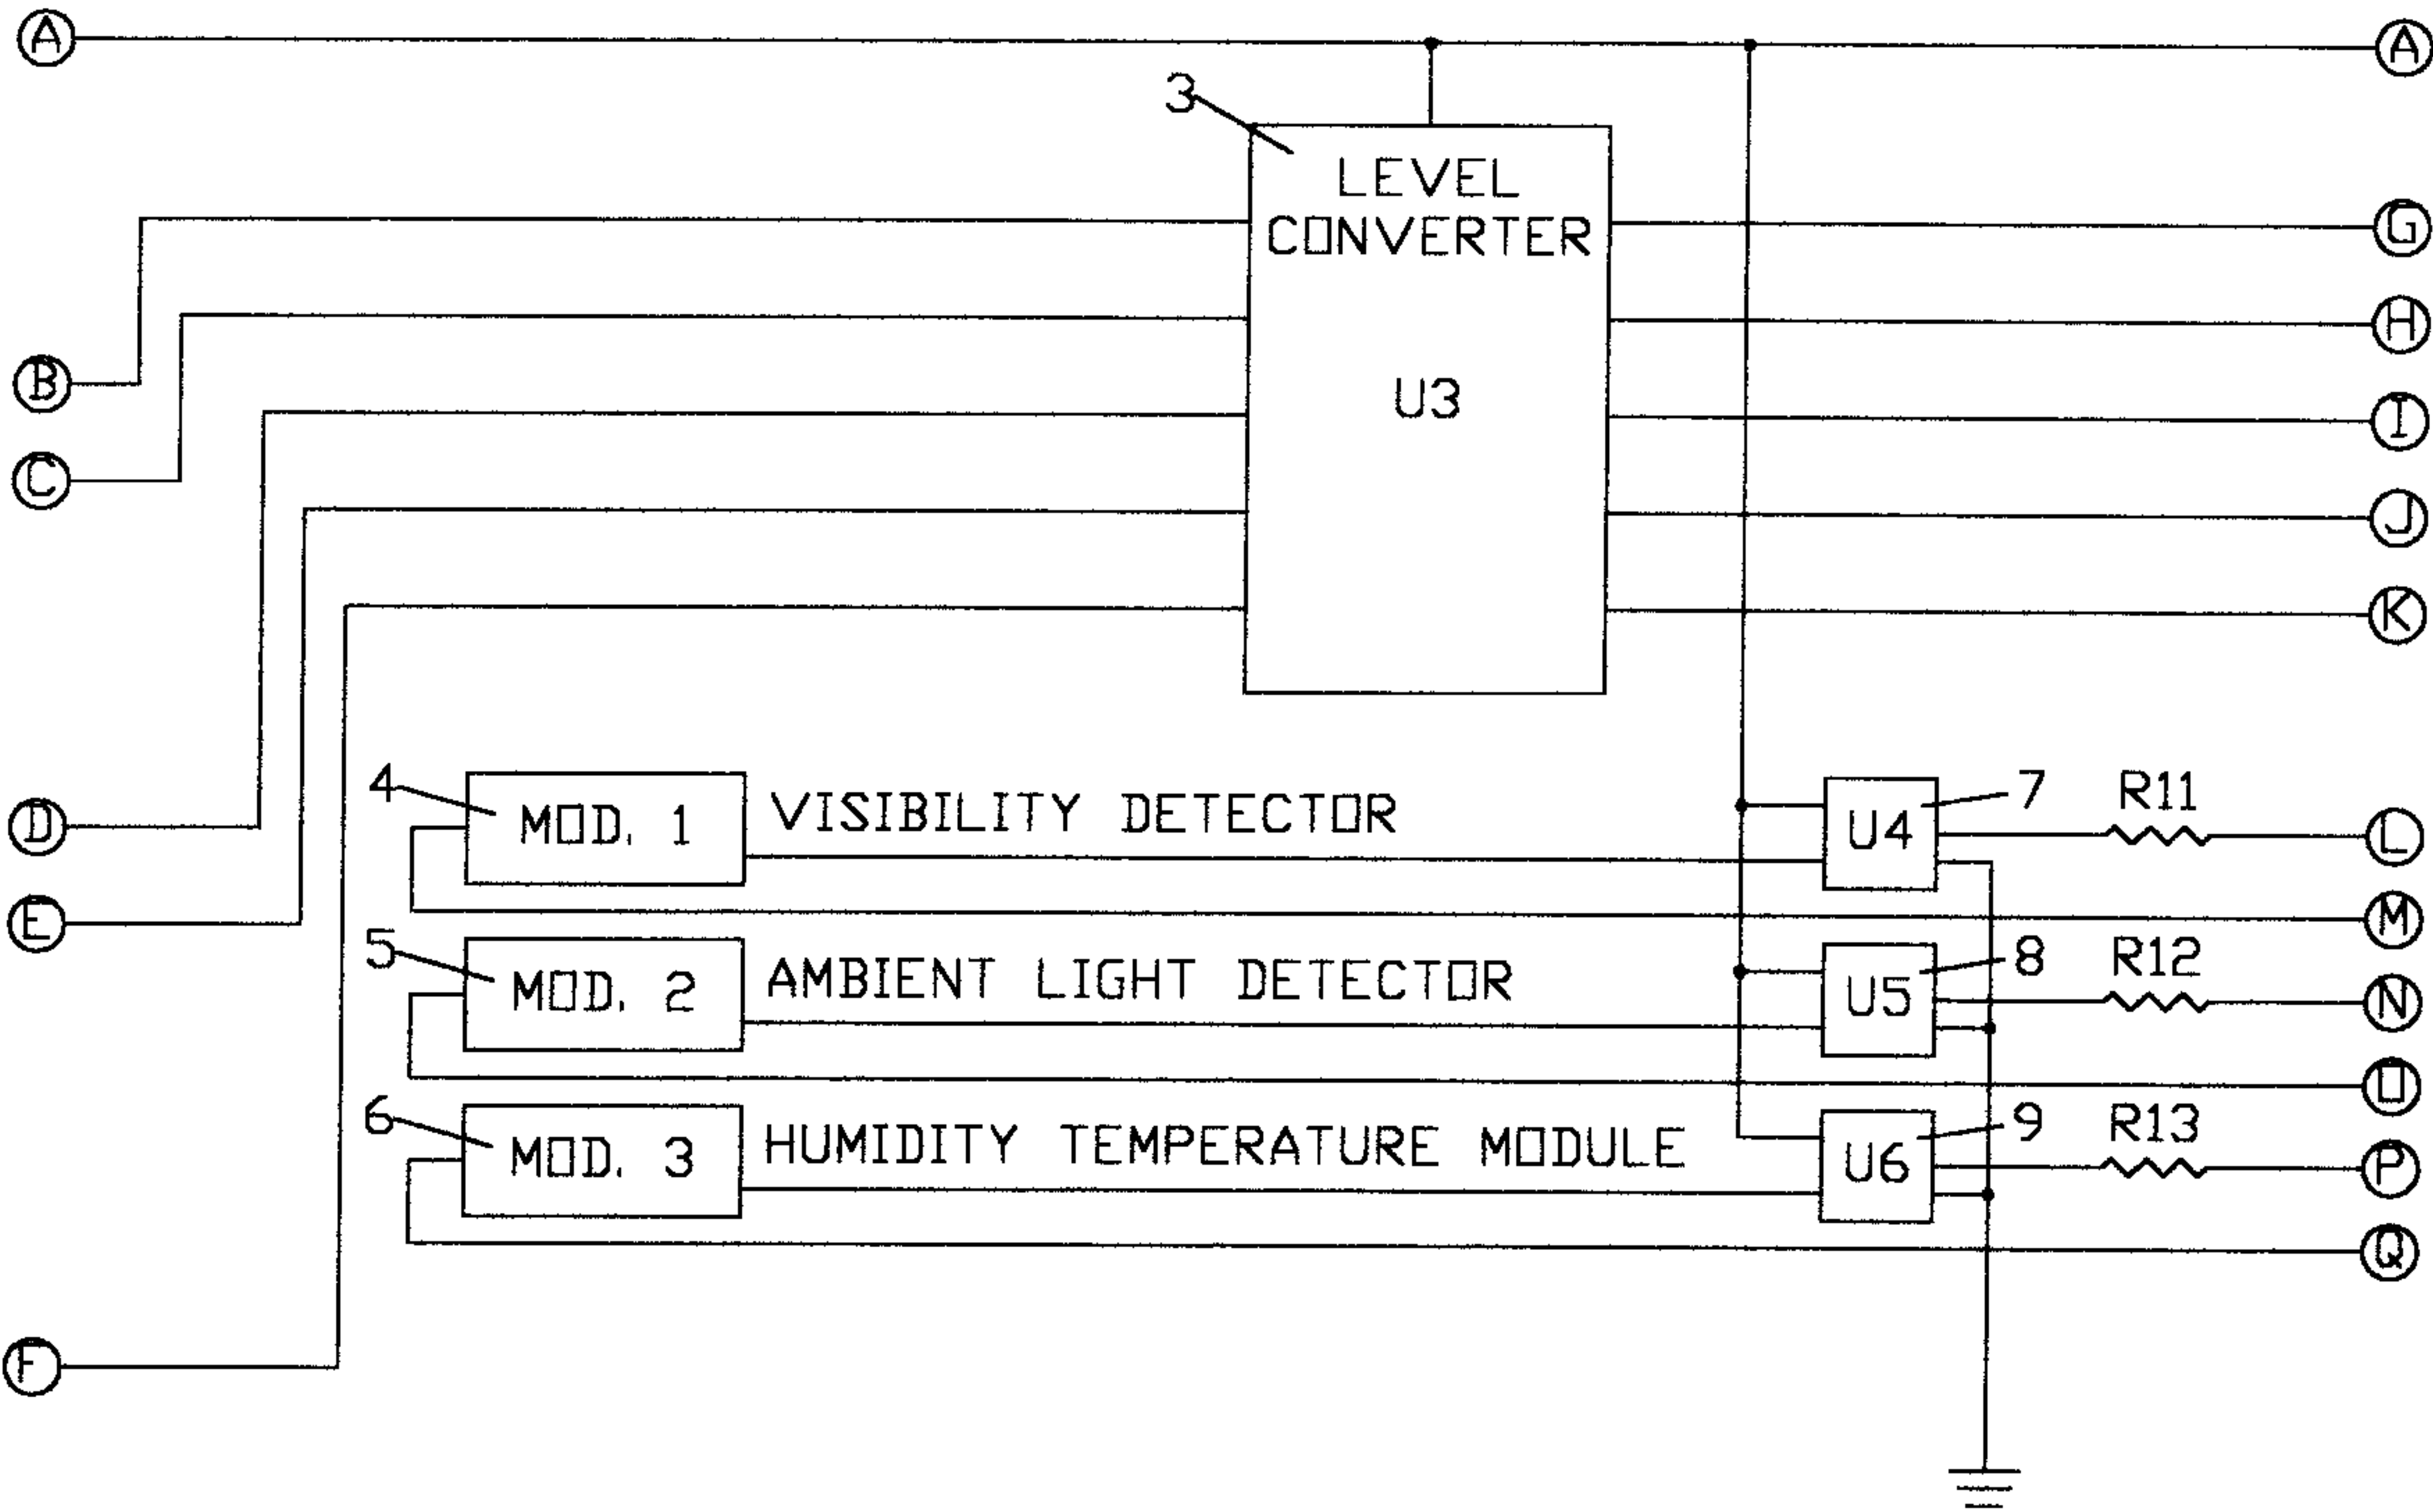 A
A
3
LEVEL
CONVERTER
G
H
B
U3
I
C
J
K
4
MOD. 1
VISIBILITY DETECTOR
U4
7
R11
L
D
M
E
5
MOD. 2
AMBIENT LIGHT DETECTOR
U5
8
R12
N
O
6
MOD. 3
HUMIDITY TEMPERATURE MODULE
U6
9
R13
P
Q
F